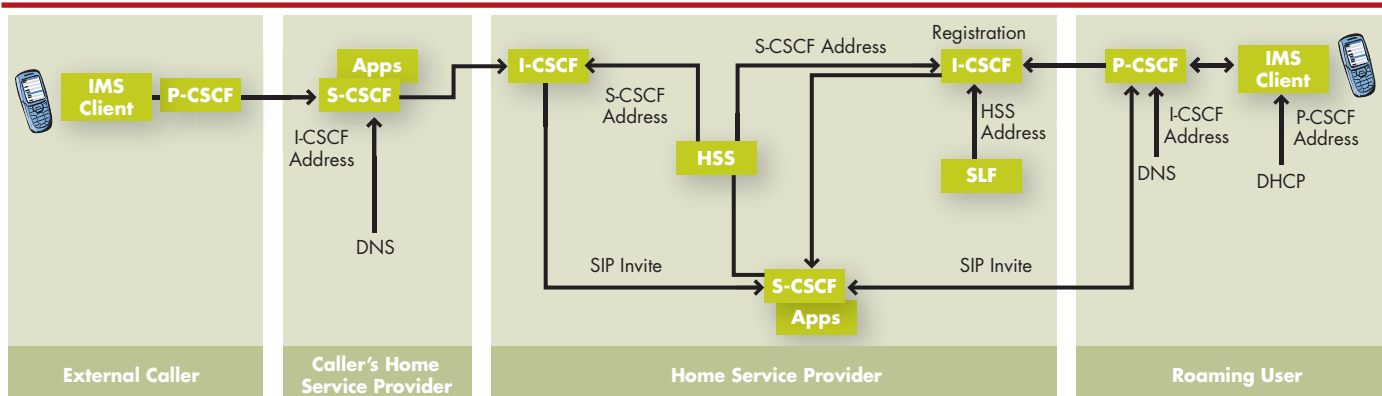 IMS
Client
P-CSCF
Apps
S-CSCF
I-CSCF
Address
DNS
I-CSCF
S-CSCF
Address
HSS
S-CSCF Address
Registration
I-CSCF
HSS
Address
SLF
SIP Invite
S-CSCF
Apps
SIP Invite
P-CSCF
IMS
Client
I-CSCF
Address
P-CSCF
Address
DNS
DHCP
External Caller
Caller's Home
Service Provider
Home Service Provider
Roaming User